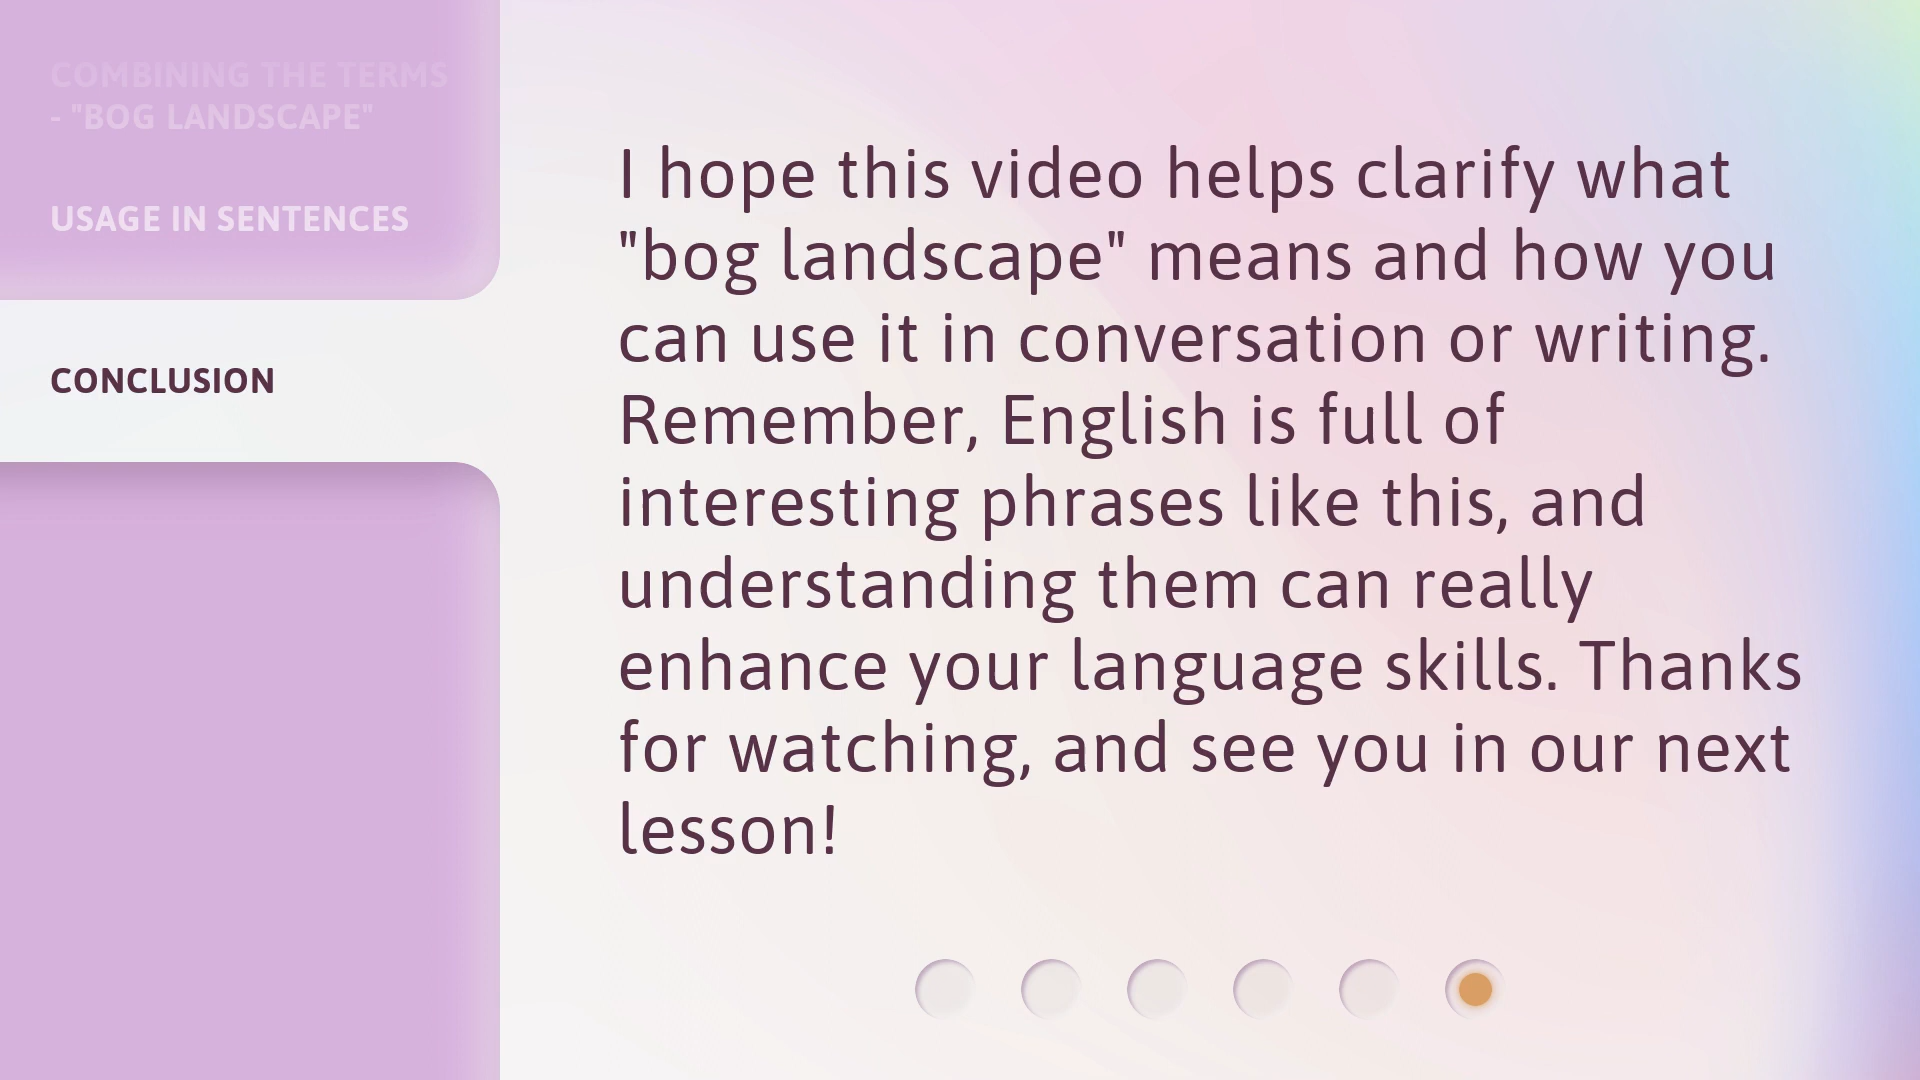 COMBINING THE TERMS
- "BOG LANDSCAPE"
USAGE IN SENTENCES
CONCLUSION
I hope this video helps clarify what
"bog landscape" means and how you
can use it in conversation or writing.
Remember, English is full of
interesting phrases like this, and
understanding them can really
enhance your language skills. Thanks
for watching, and see you in our next
lesson!